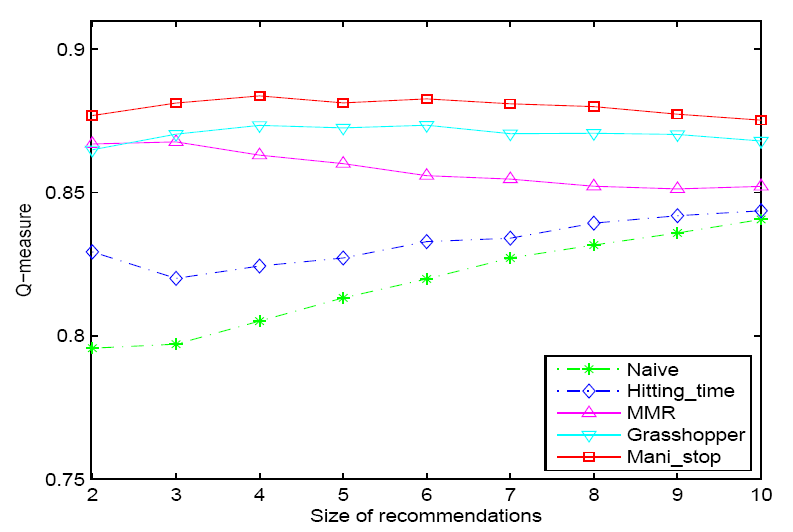 0.9
0.85
0.8
0.75
Q-measure
2 3 4 5 6 7 8 9 10
Size of recommendations
Naive
Hitting_time
MMR
Grasshopper
Mani_stop